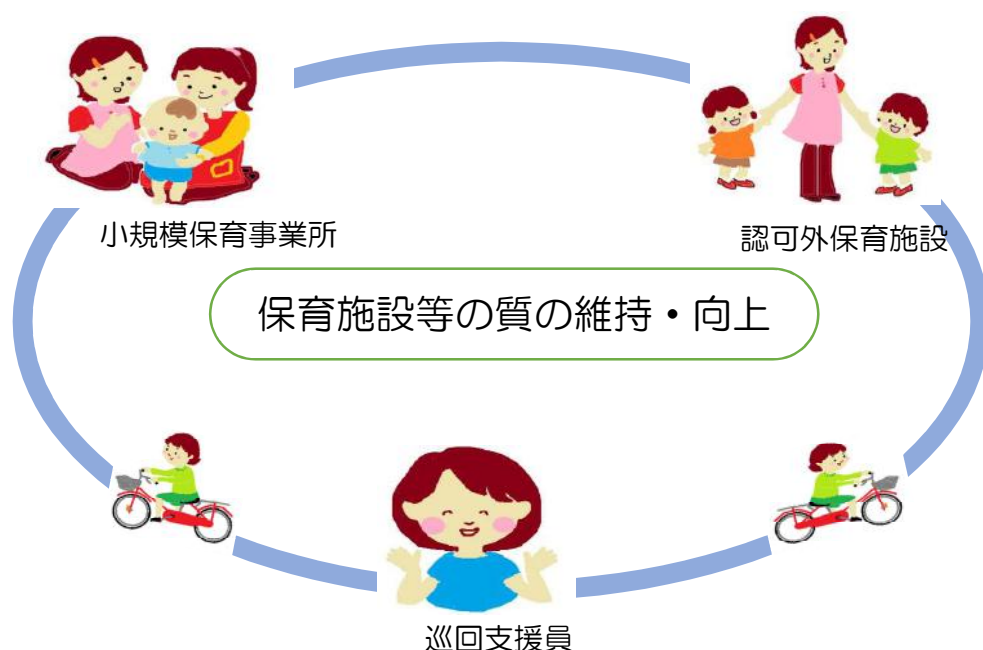 小規模保育事業所
認可外保育施設
保育施設等の質の維持・向上
巡回支援員